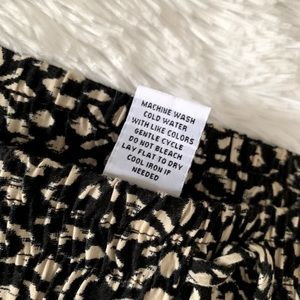 MACHINE WASH
COLD WATER
WITH LIKE COLORS
GENTLE CYCLE
DO NOT BLEACH
LAY FLAT TO DRY
COOL IRON IF
NEEDED